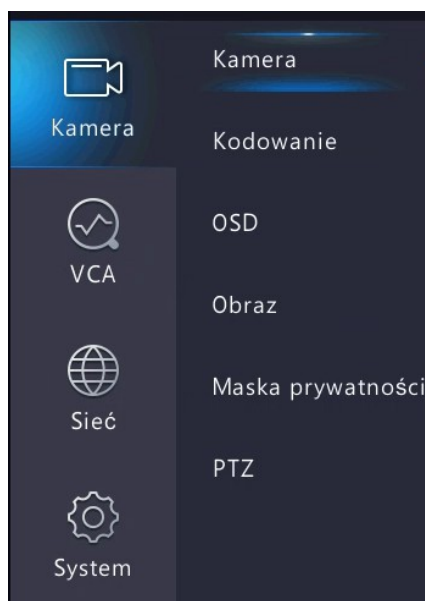 Kamera
VCA
Sieć
System
Kamera
Kodowanie
OSD
Obraz
Maska prywatności
PTZ